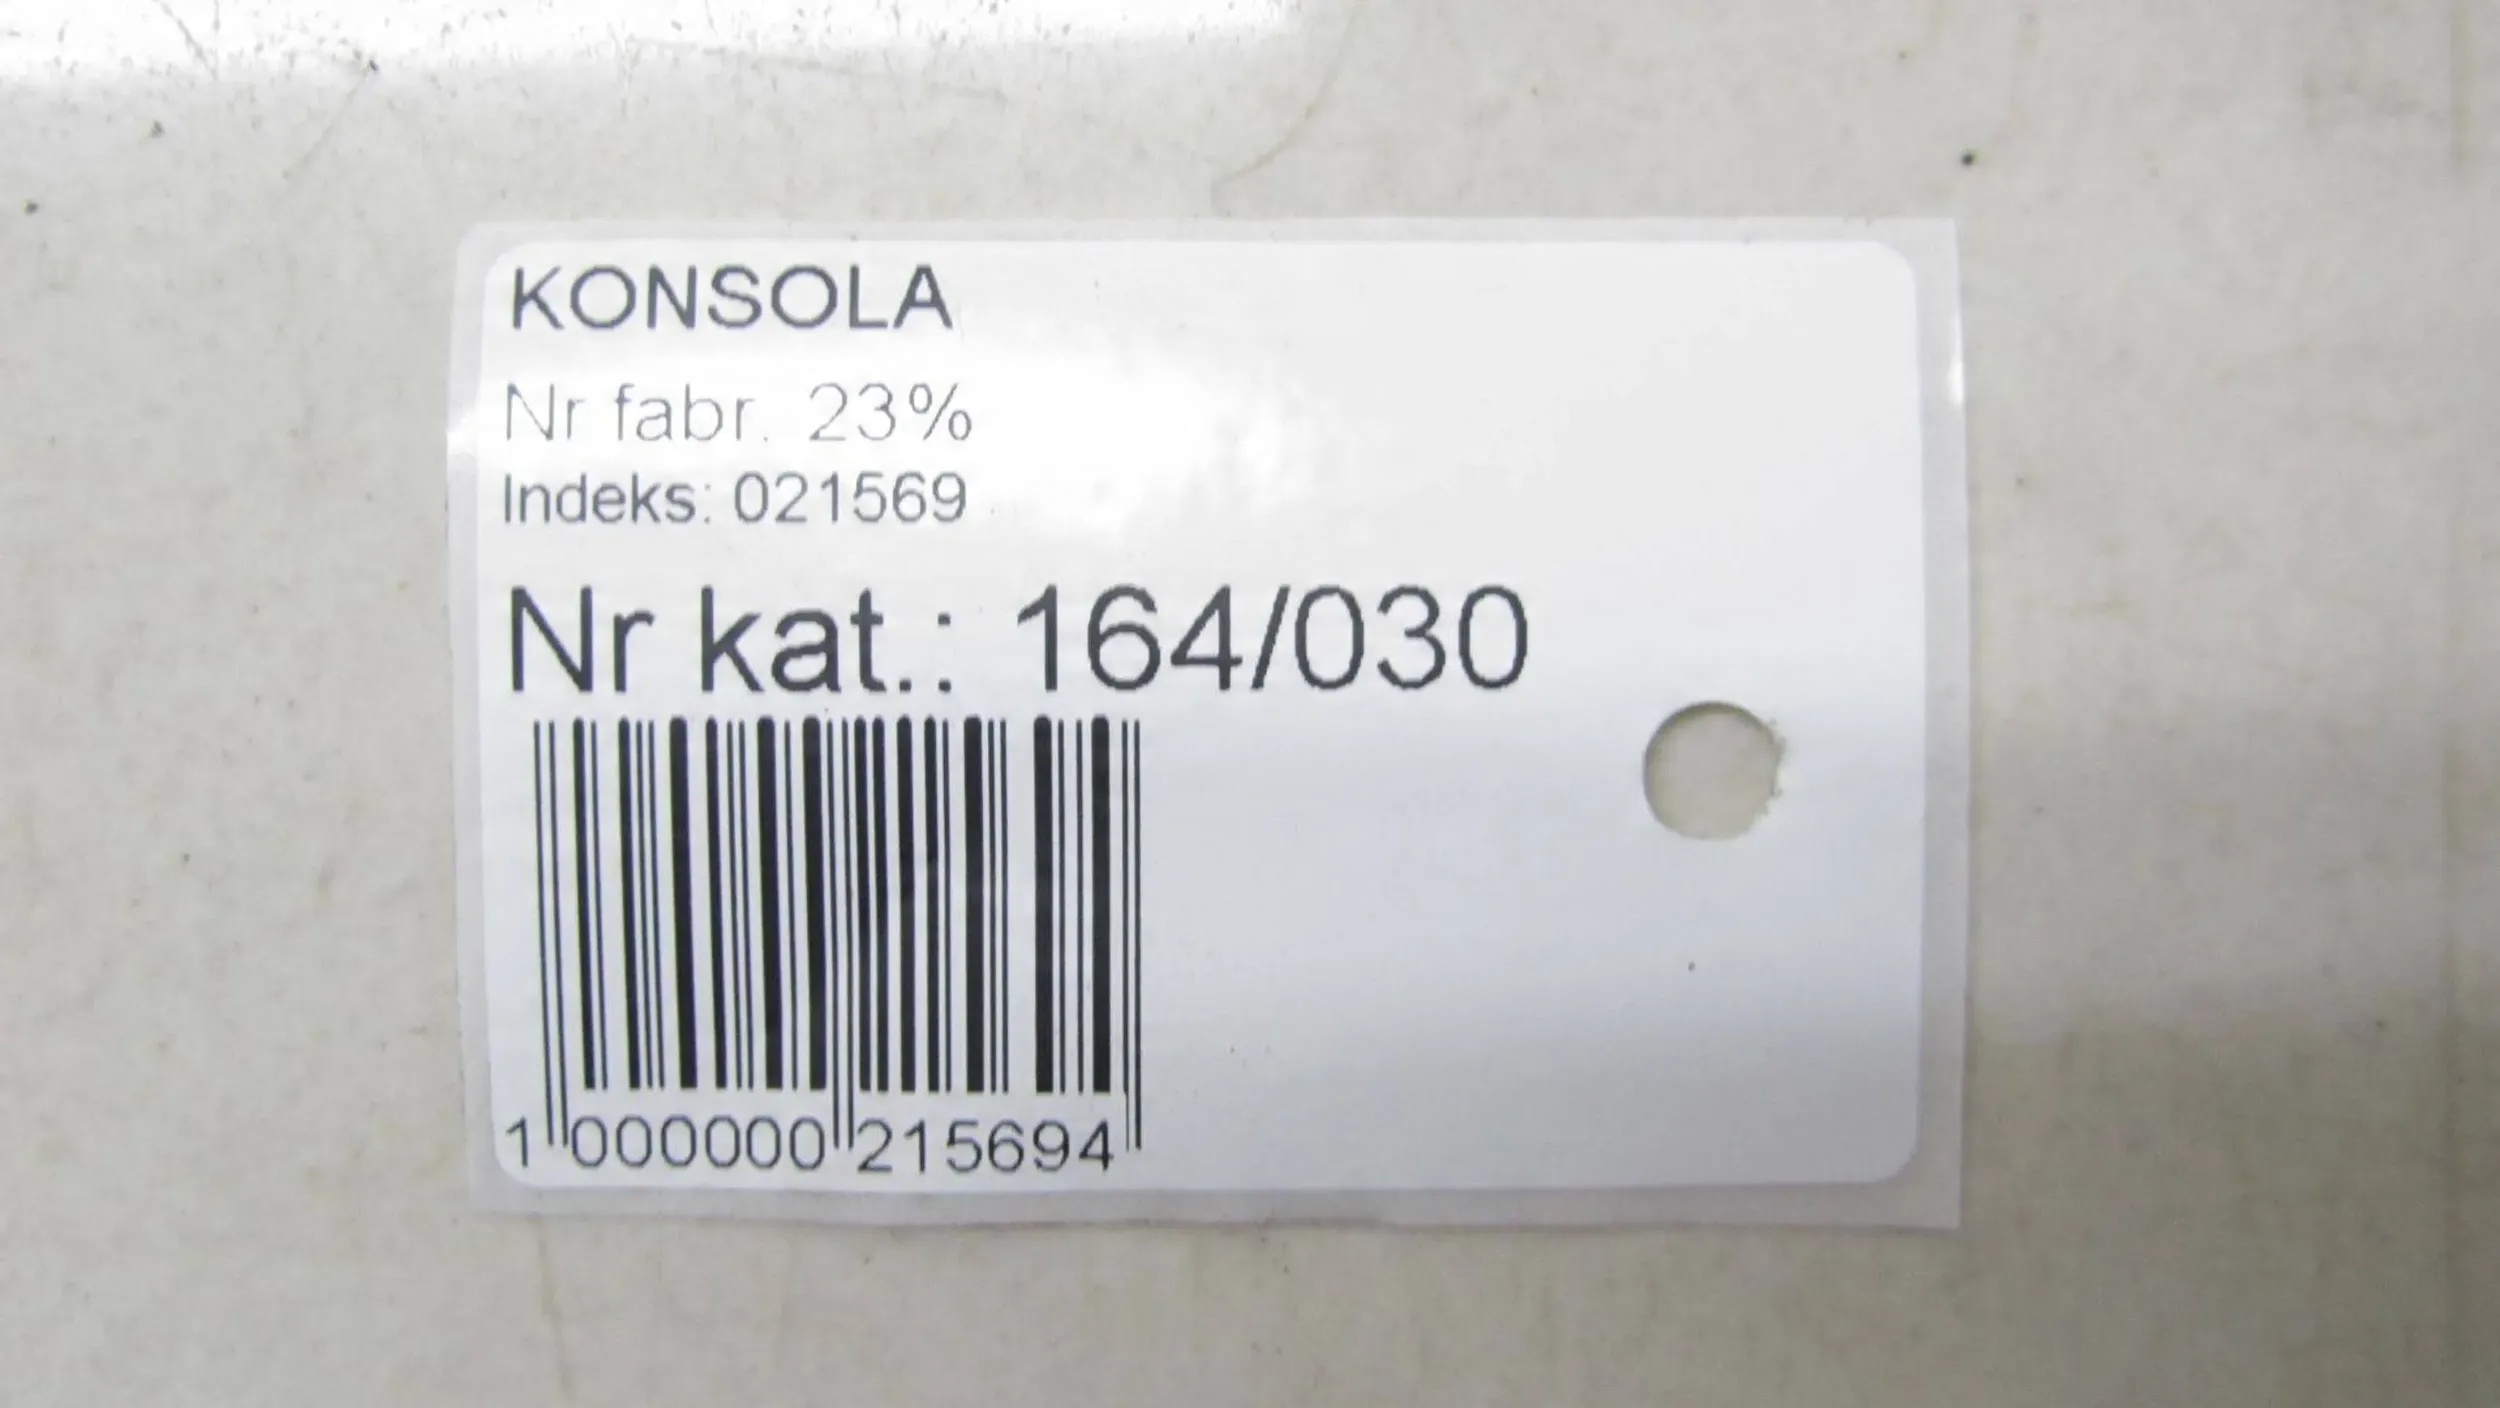 KONSOLA
Nr fabr. 23%
Indeks: 021569
Nr kat.: 164/030
1 000000 215694